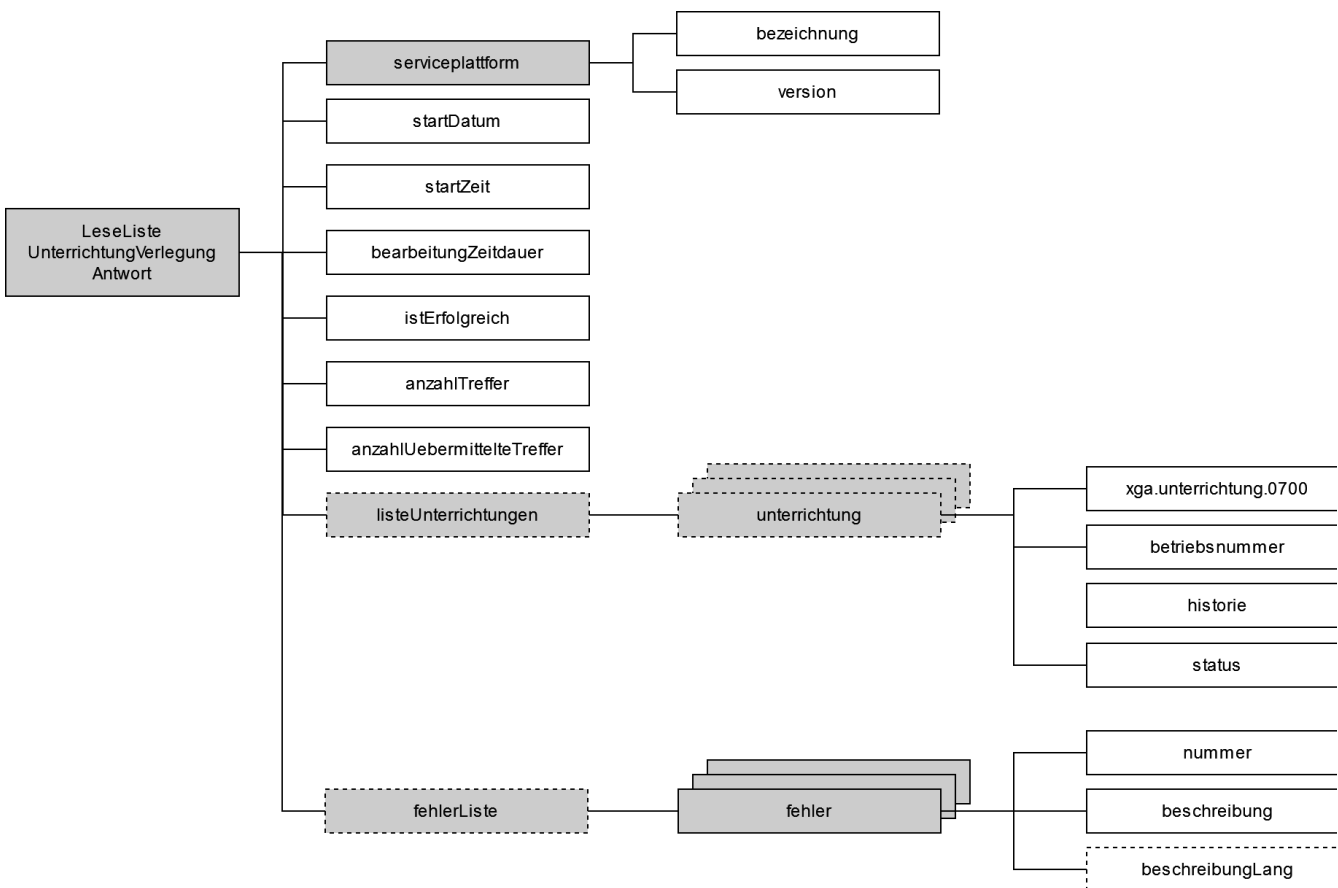 bezeichnung
serviceplattform
version
startDatum
startZeit
LeseListe
UnterrichtungVerlegung
Antwort
bearbeitungZeitdauer
istErfolgreich
anzahlTreffer
anzahlUebermittelteTreffer
listeUnterrichtungen
unterrichtung
xga.unterrichtung.0700
betriebsnummer
historie
status
nummer
fehlerListe
fehler
beschreibung
beschreibungLang